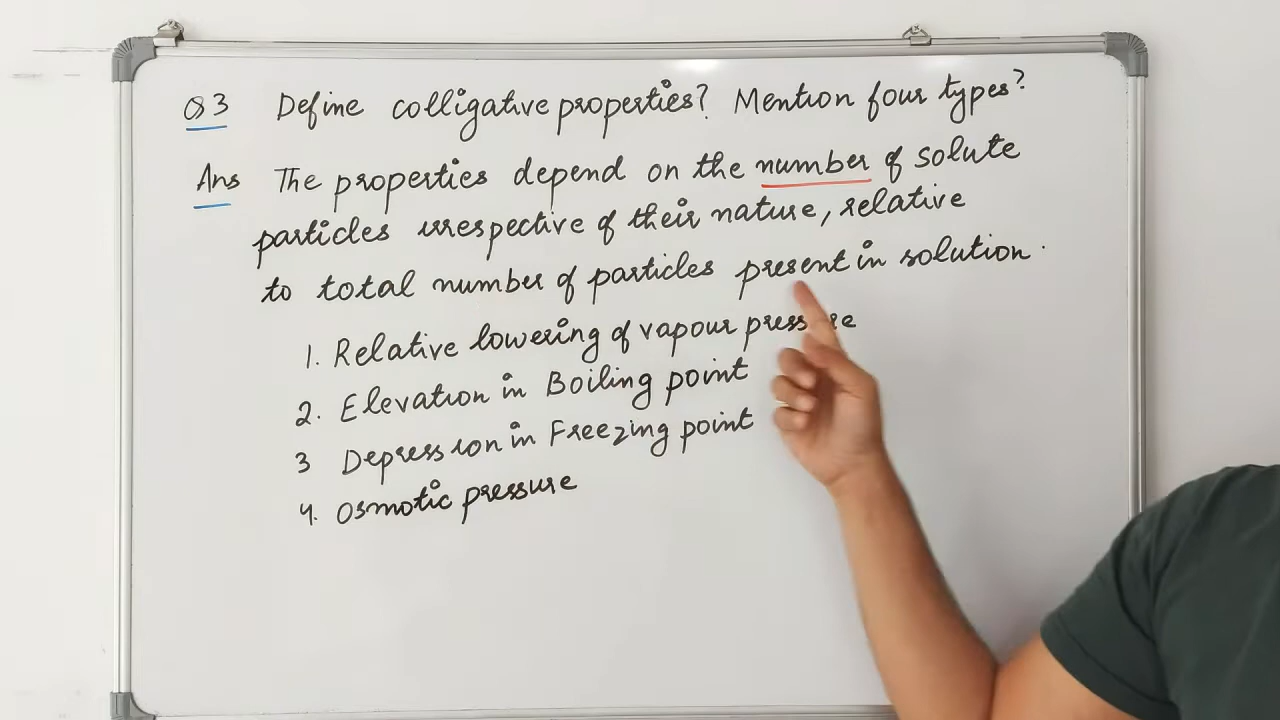 Q3 Define colligative properties? Mention four types?
Ans The properties depend on the number of solute
particles irrespective of their nature, relative
to total number of particles present in solution.
1. Relative lowering of vapour pressure
2. Elevation in Boiling point
3 Depression in Freezing point
4. Osmotic pressure